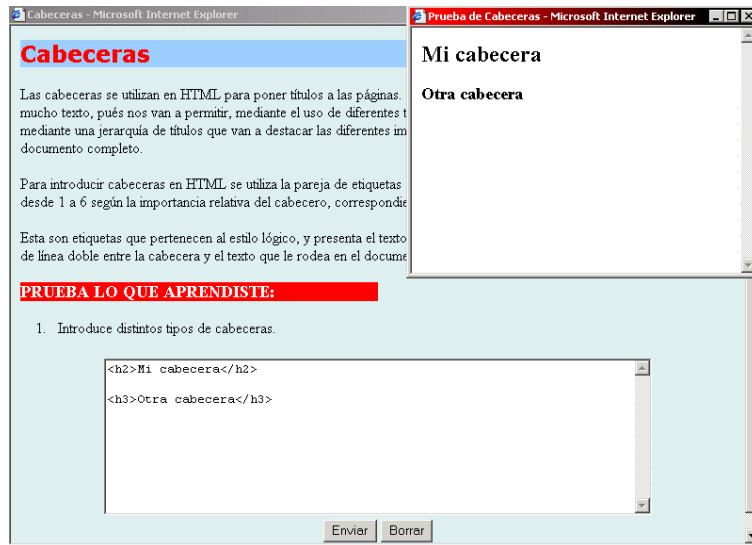 Cabeceras - Microsoft Internet Explorer
Cabeceras
Las cabeceras se utilizan en HTML para poner títulos a las páginas.
mucho texto, pués nos van a permitir, mediante el uso de diferentes t
mediante una jerarquía de títulos que van a destacar las diferentes im
documento completo.
Para introducir cabeceras en HTML se utiliza la pareja de etiquetas
desde 1 a 6 según la importancia relativa del cabecero, correspondie
Esta son etiquetas que pertenecen al estilo lógico, y presenta el texto
de línea doble entre la cabecera y el texto que le rodea en el docume
PRUEBA LO QUE APRENDISTE:
1. Introduce distintos tipos de cabeceras.
<h2>Mi cabecera</h2>
<h3>Otra cabecera</h3>
Enviar Borrar
Prueba de Cabeceras - Microsoft Internet Explorer
Mi cabecera
Otra cabecera